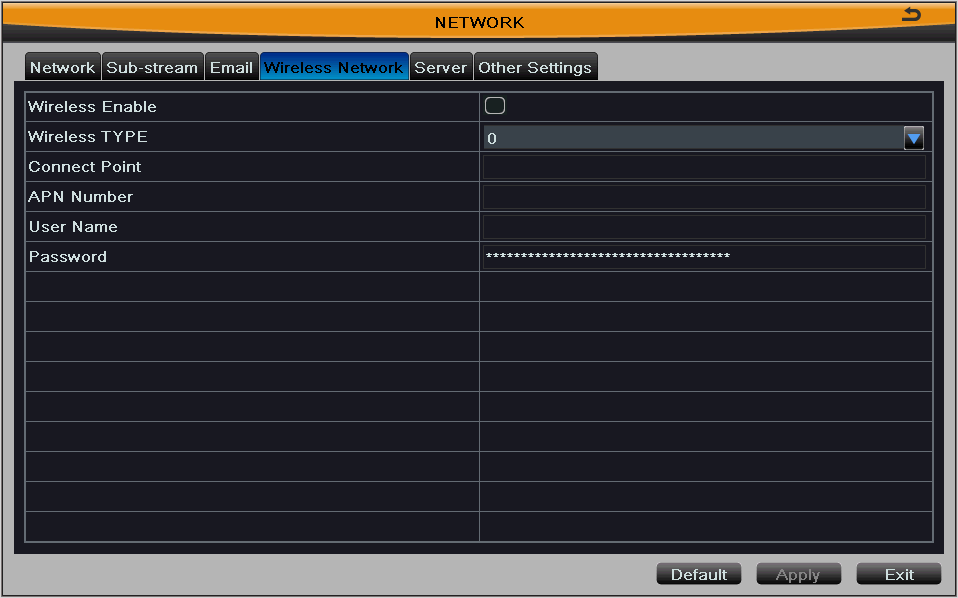 NETWORK
Network Sub-stream Email Wireless Network Server Other Settings
Wireless Enable
Wireless TYPE 0
Connect Point
APN Number
User Name
Password ***********************************
Default Apply Exit